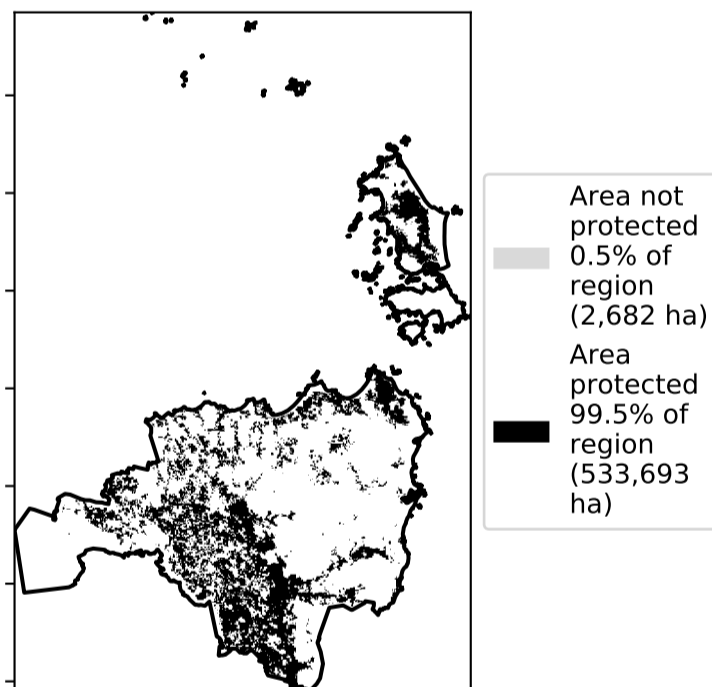 Area not
protected
0.5% of
region
(2,682 ha)
Area
protected
99.5% of
region
(533,693
ha)